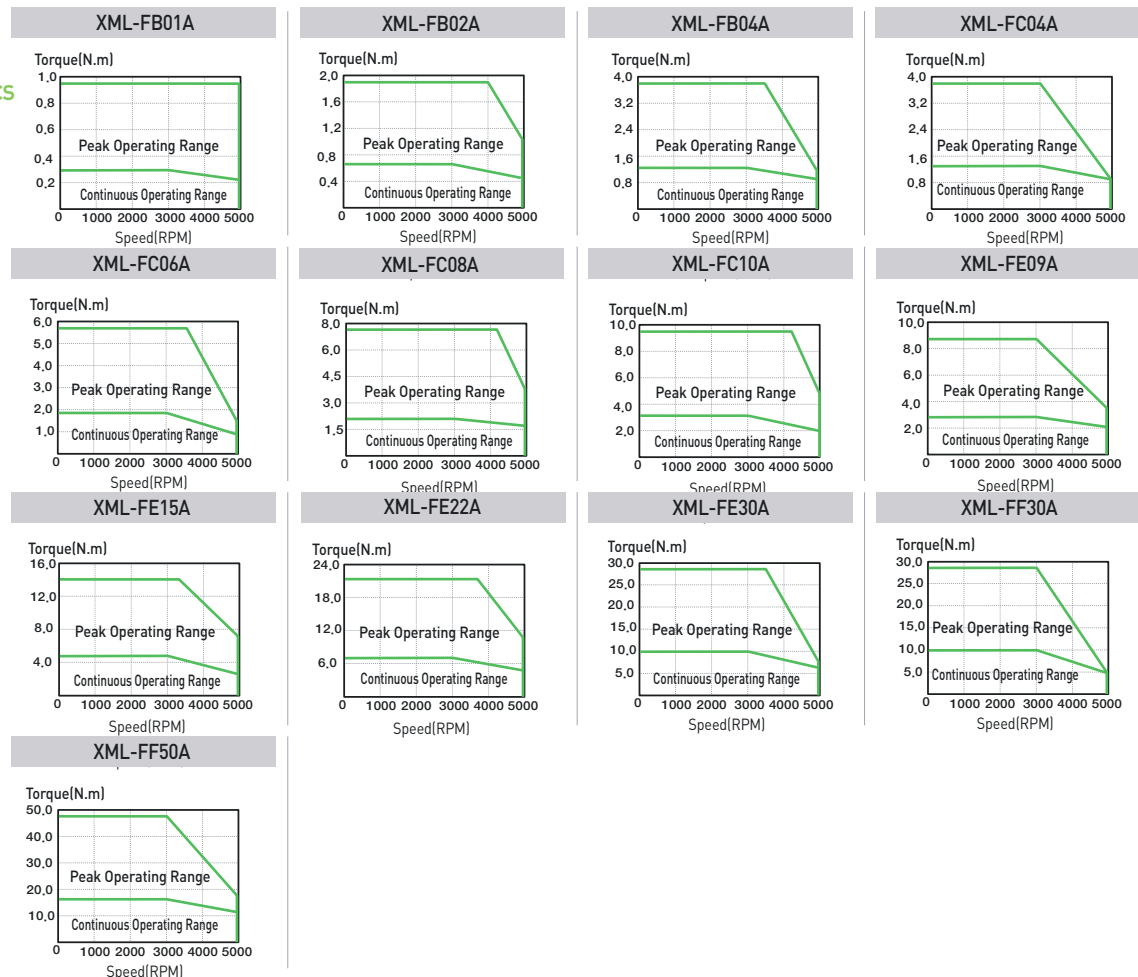 XML-FB01A
Torque(N.m)
1,0
0,8
0,6
0,4
0,2
Peak Operating Range
Continuous Operating Range
0 1000 2000 3000 4000 5000
Speed(RPM)
XML-FB02A
Torque(N.m)
2,0
1,6
1,2
0,8
0,4
Peak Operating Range
Continuous Operating Range
0 1000 2000 3000 4000 5000
Speed(RPM)
XML-FB04A
Torque(N.m)
4,0
3,2
2,4
1,6
0,8
Peak Operating Range
Continuous Operating Range
0 1000 2000 3000 4000 5000
Speed(RPM)
XML-FC04A
Torque(N.m)
4,0
3,2
2,4
1,6
0,8
Peak Operating Range
Continuous Operating Range
0 1000 2000 3000 4000 5000
Speed(RPM)
XML-FC06A
Torque(N.m)
6,0
5,0
4,0
3,0
2,0
1,0
Peak Operating Range
Continuous Operating Range
0 1000 2000 3000 4000 5000
Speed(RPM)
XML-FC08A
Torque(N.m)
8,0
6,0
4,5
3,0
1,5
Peak Operating Range
Continuous Operating Range
0 1000 2000 3000 4000 5000
Speed(RPM)
XML-FC10A
Torque(N.m)
10,0
8,0
6,0
4,0
2,0
Peak Operating Range
Continuous Operating Range
0 1000 2000 3000 4000 5000
Speed(RPM)
XML-FE09A
Torque(N.m)
10,0
8,0
6,0
4,0
2,0
Peak Operating Range
Continuous Operating Range
0 1000 2000 3000 4000 5000
Speed(RPM)
XML-FE15A
Torque(N.m)
16,0
12,0
8,0
4,0
Peak Operating Range
Continuous Operating Range
0 1000 2000 3000 4000 5000
Speed(RPM)
XML-FE22A
Torque(N.m)
24,0
18,0
12,0
6,0
Peak Operating Range
Continuous Operating Range
0 1000 2000 3000 4000 5000
Speed(RPM)
XML-FE30A
Torque(N.m)
30,0
25,0
20,0
15,0
10,0
5,0
Peak Operating Range
Continuous Operating Range
0 1000 2000 3000 4000 5000
Speed(RPM)
XML-FF30A
Torque(N.m)
30,0
25,0
20,0
15,0
10,0
5,0
Peak Operating Range
Continuous Operating Range
0 1000 2000 3000 4000 5000
Speed(RPM)
XML-FF50A
Torque(N.m)
50,0
40,0
30,0
20,0
10,0
Peak Operating Range
Continuous Operating Range
0 1000 2000 3000 4000 5000
Speed(RPM)